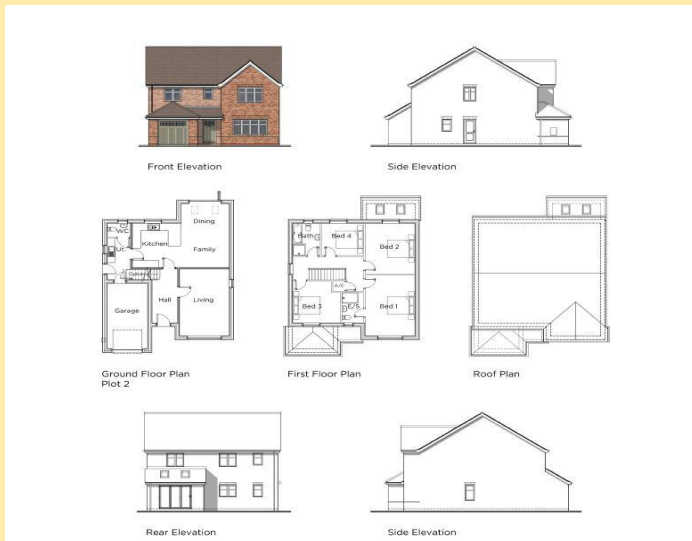 Front Elevation
Side Elevation
WC
Ut.
Kitchen
Dining
Family
Garage
Hall
Living
Ground Floor Plan
Plot 2
Bath
Bed 4
Bed 2
A/C
Bed 3
E/S
Bed 1
First Floor Plan
Roof Plan
Rear Elevation
Side Elevation